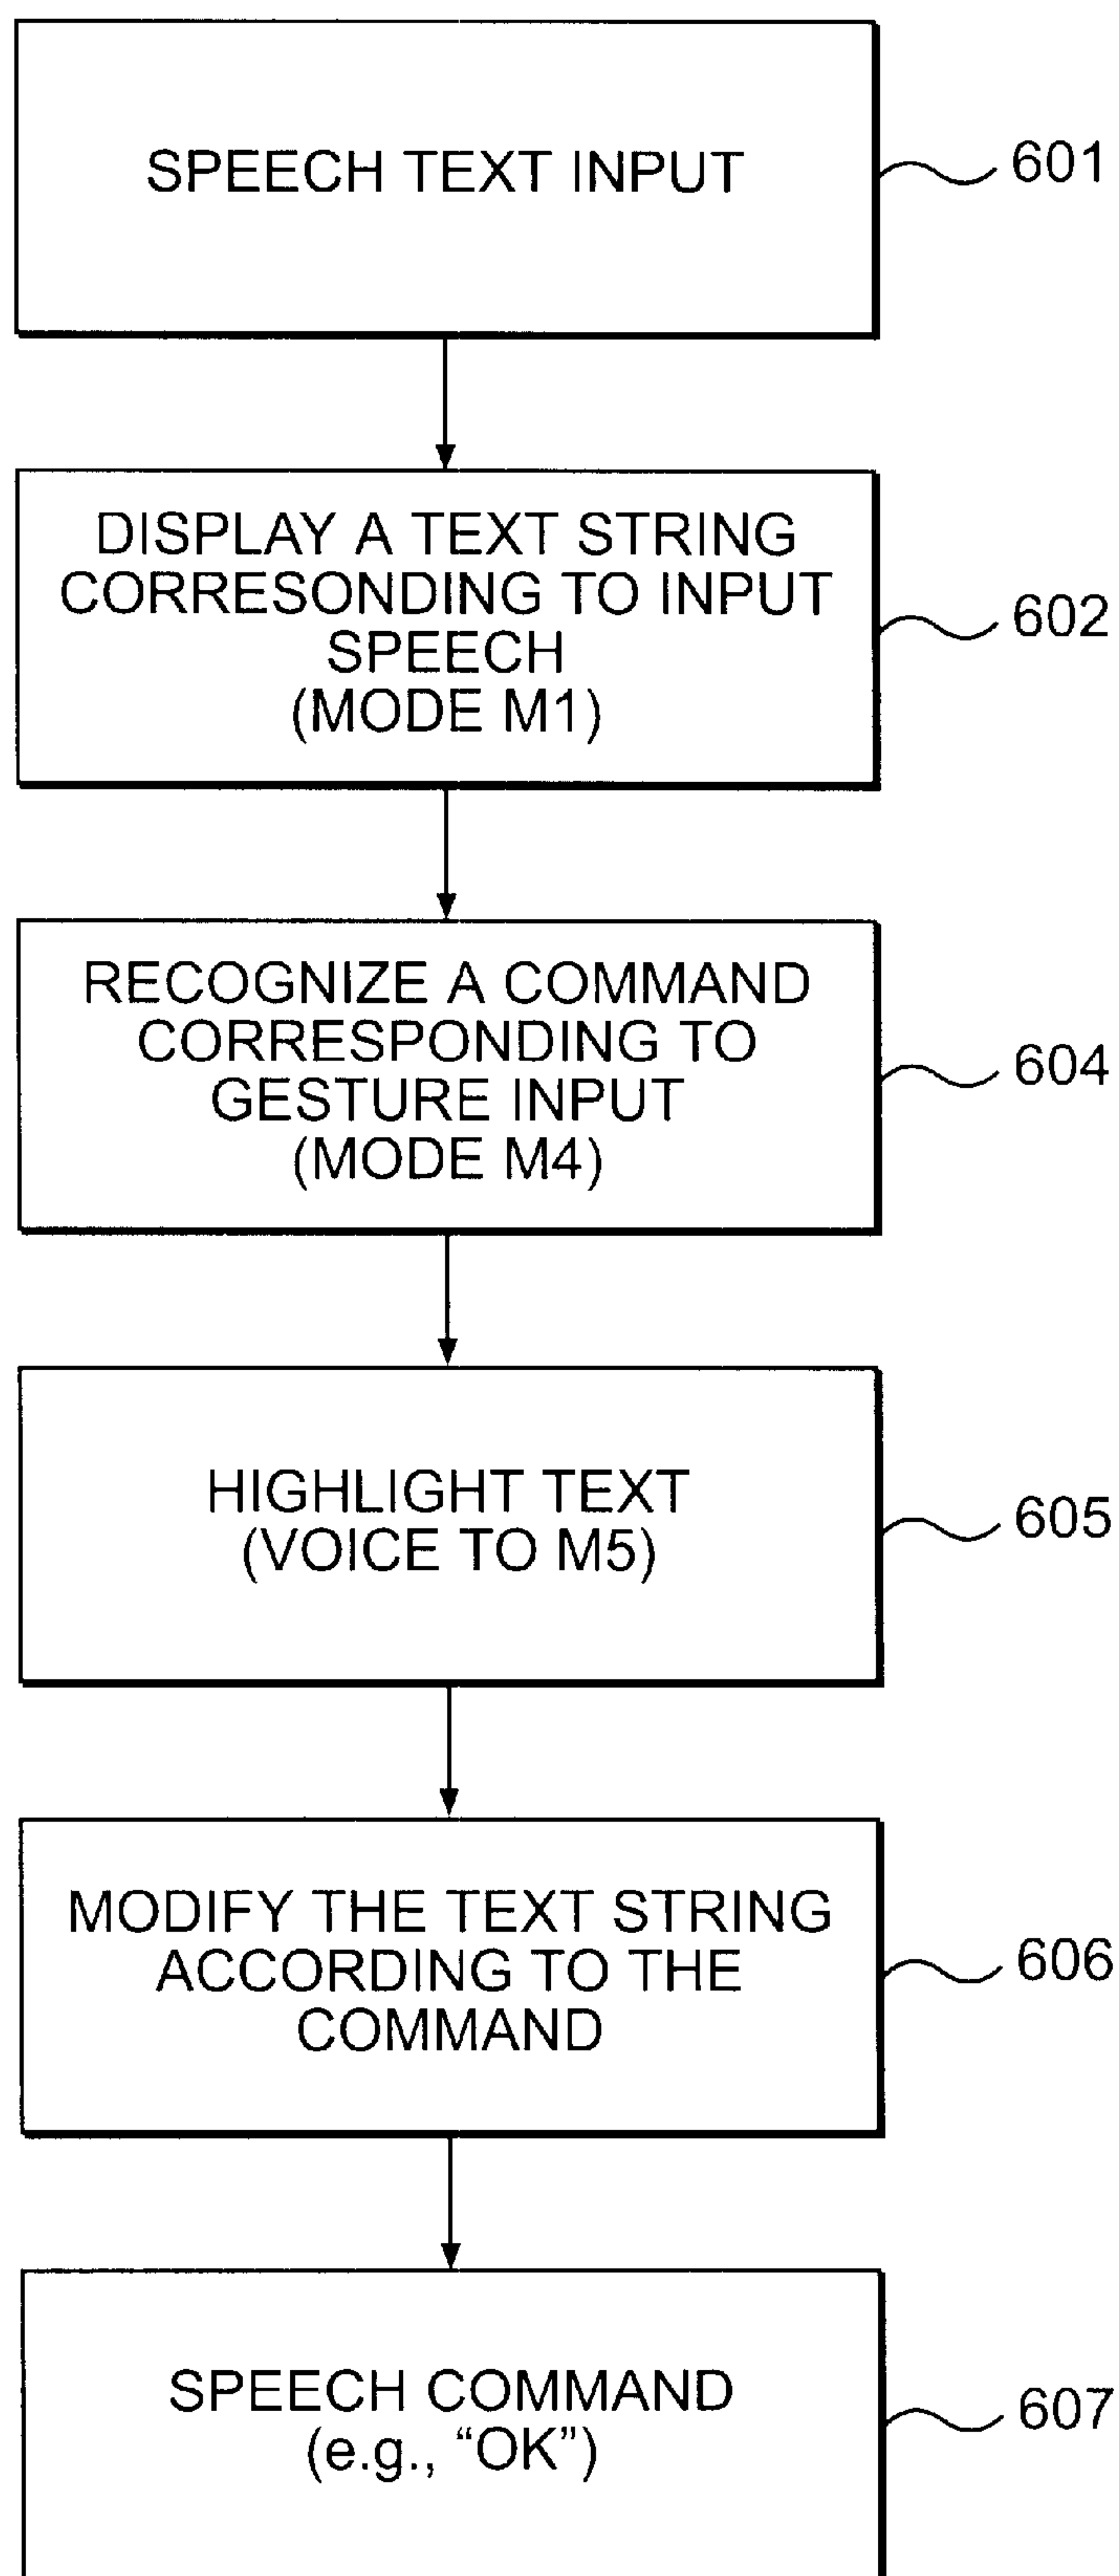 SPEECH TEXT INPUT
601
DISPLAY A TEXT STRING
CORRESONDING TO INPUT
SPEECH
(MODE M1)
602
RECOGNIZE A COMMAND
CORRESPONDING TO
GESTURE INPUT
(MODE M4)
604
HIGHLIGHT TEXT
(VOICE TO M5)
605
MODIFY THE TEXT STRING
ACCORDING TO THE
COMMAND
606
SPEECH COMMAND
(e.g., “OK”)
607